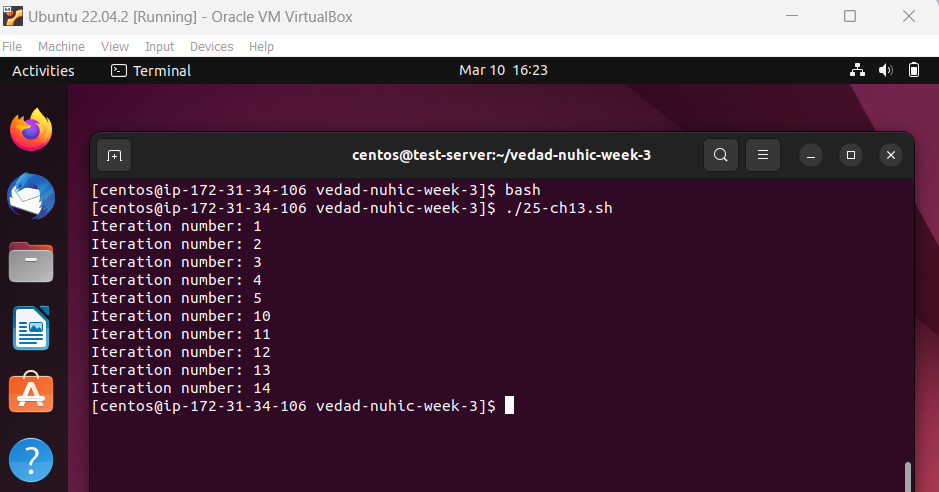 Ubuntu 22.04.2 [Running] - Oracle VM VirtualBox
File Machine View Input Devices Help
Activities Terminal Mar 10 16:23
centos@test-server:~/vedad-nuhic-week-3
[centos@ip-172-31-34-106 vedad-nuhic-week-3]$ bash
[centos@ip-172-31-34-106 vedad-nuhic-week-3]$ ./25-ch13.sh
Iteration number: 1
Iteration number: 2
Iteration number: 3
Iteration number: 4
Iteration number: 5
Iteration number: 10
Iteration number: 11
Iteration number: 12
Iteration number: 13
Iteration number: 14
[centos@ip-172-31-34-106 vedad-nuhic-week-3]$